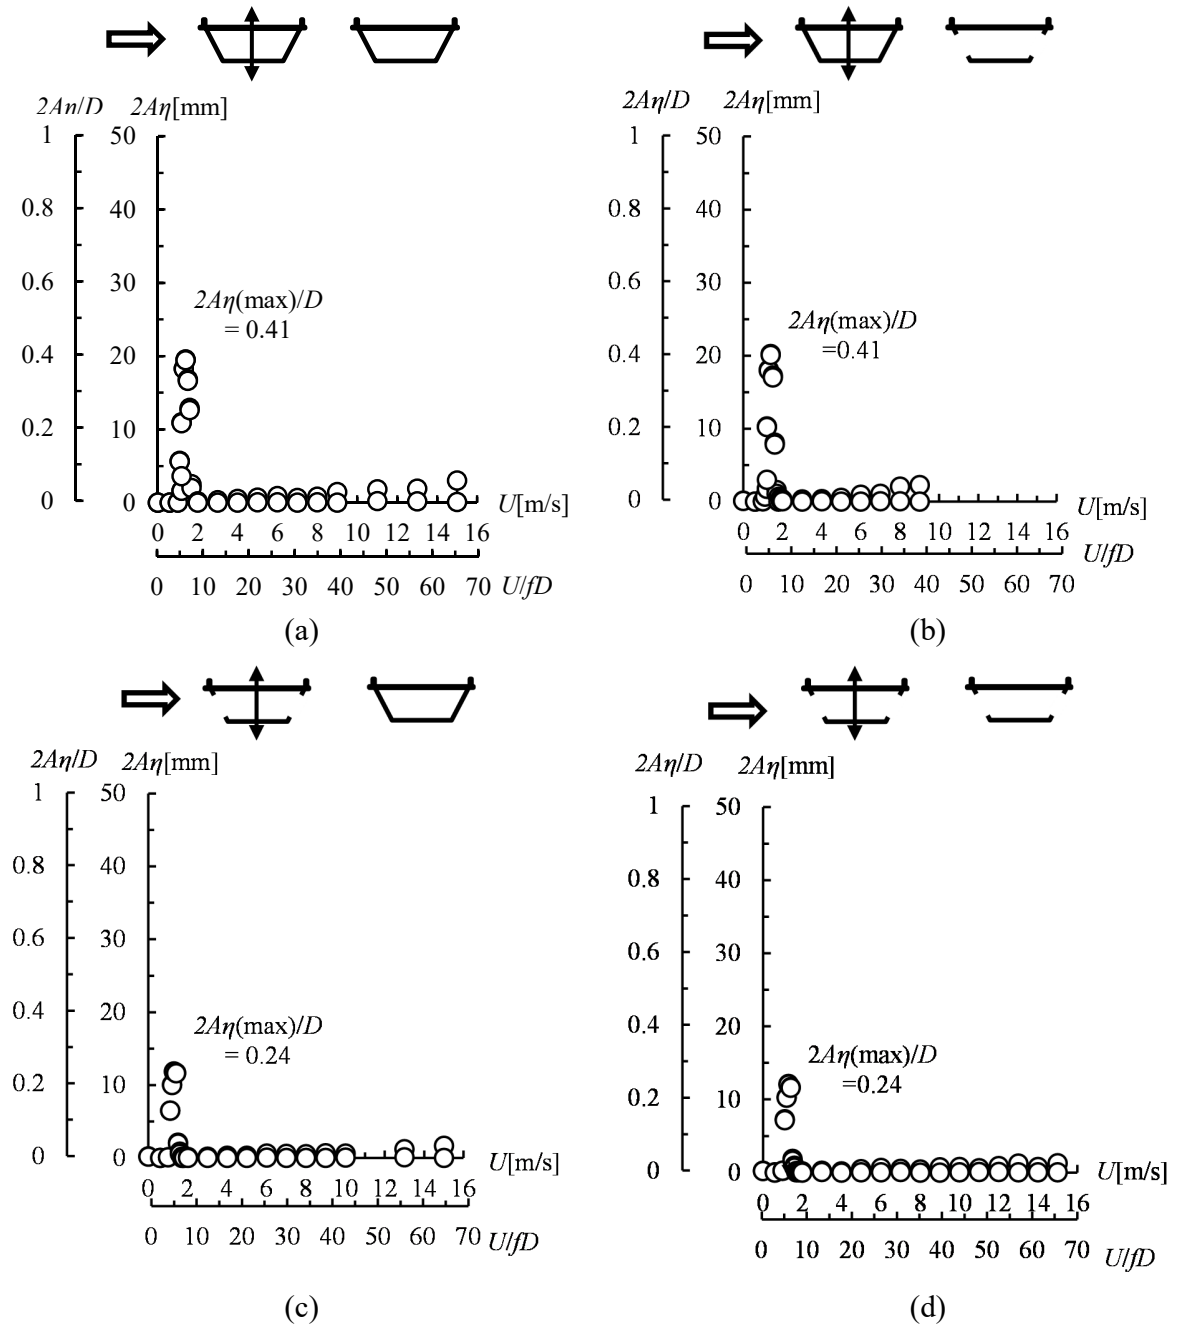 2An/D 2Aη[mm]
1 50
0.8 40
0.6 30
2Aη(max)/D
= 0.41
0.4 20
0.2 10
0 0 U[m/s]
0 2 4 6 8 10 12 14 16
0 10 20 30 40 50 60 70 U/fD
(a)
2Aη/D 2Aη[mm]
1 50
0.8 40
0.6 30
2Aη(max)/D
=0.41
0.4 20
0.2 10
0 0 U[m/s]
0 2 4 6 8 10 12 14 16
U/fD
0 10 20 30 40 50 60 70
(b)
2Aη/D 2Aη[mm]
1 50
0.8 40
0.6 30
0.4 20
2Aη(max)/D
= 0.24
0.2 10
0 0 U[m/s]
0 2 4 6 8 10 12 14 16
0 10 20 30 40 50 60 70 U/fD
(c)
2Aη/D 2Aη[mm]
1 50
0.8 40
0.6 30
0.4 20
2Aη(max)/D
=0.24
0.2 10
0 0 U[m/s]
0 2 4 6 8 10 12 14 16
0 10 20 30 40 50 60 70 U/fD
(d)